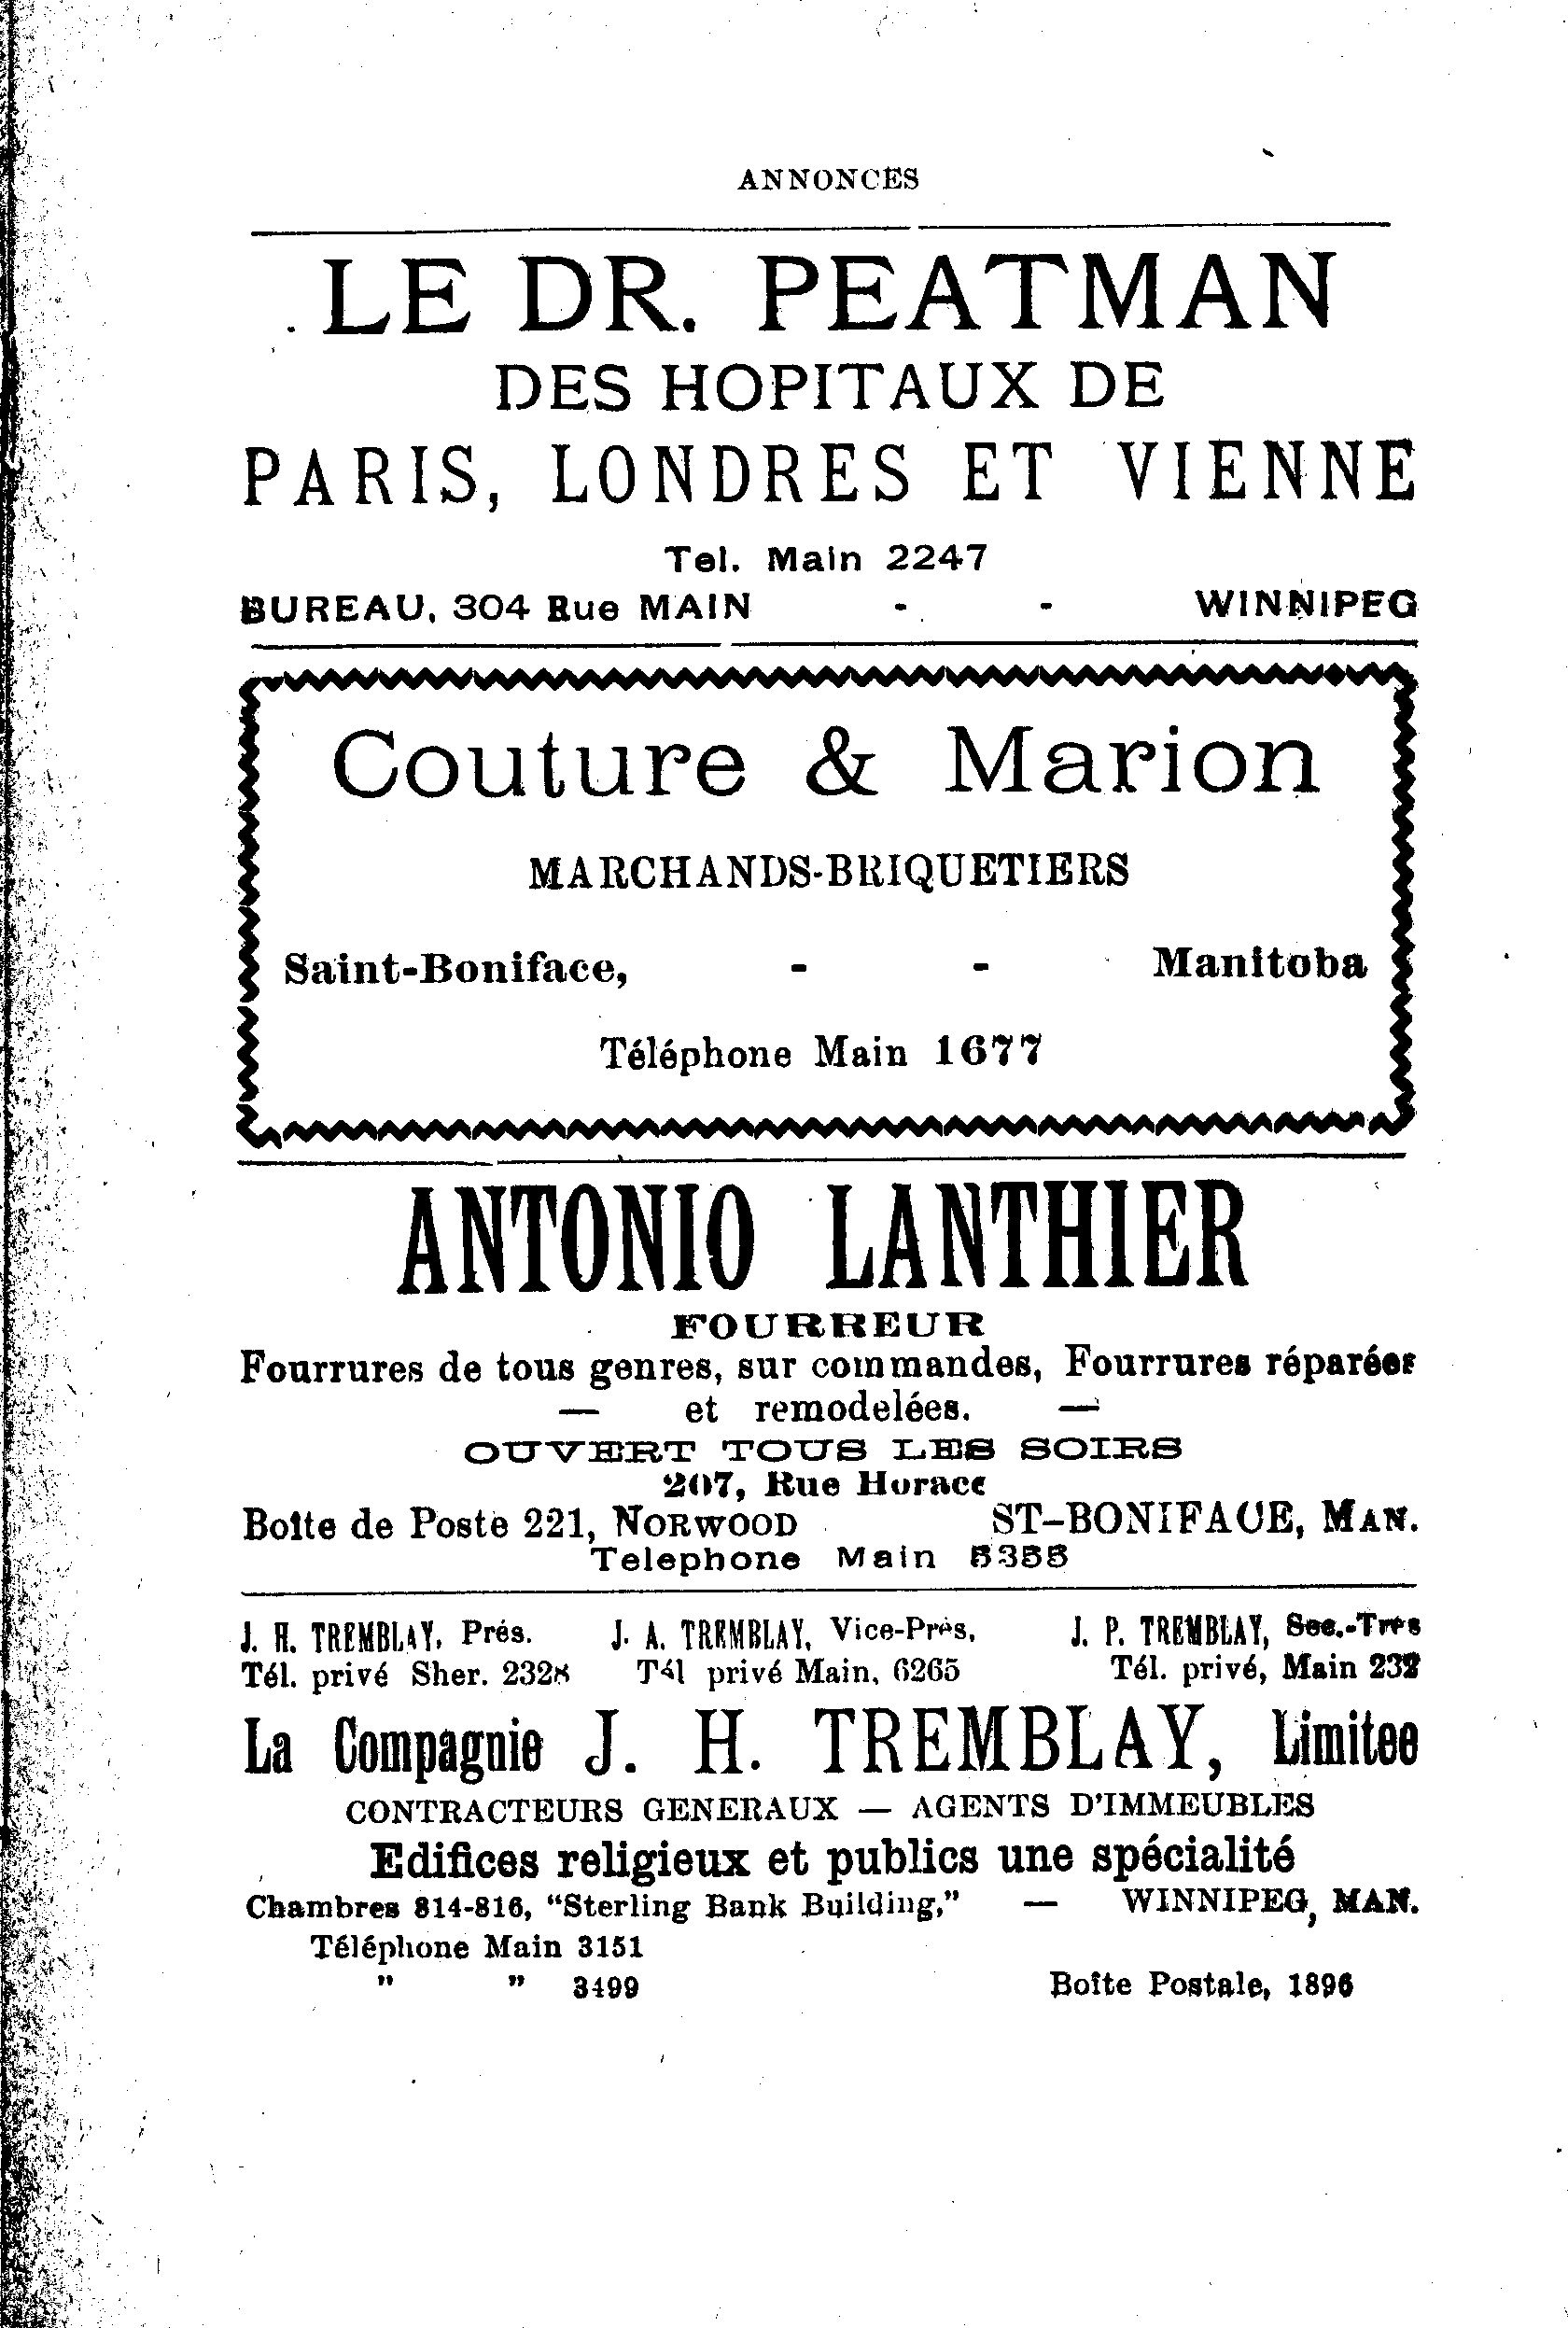 ANNONCES
LE DR. PEATMAN
DES HOPITAUX DE
PARIS, LONDRES ET VIENNE
Tel. Main 2247
BUREAU, 304 Rue MAIN - - WINNIPEG
Couture & Marion
MARCHANDS-BRIQUETIERS
Saint-Boniface, - - Manitoba
Téléphone Main 1677
ANTONIO LANTHIER
FOURREUR
Fourrures de tous genres, sur commandes, Fourrures réparées
— et remodelées. —
OUVERT TOUS LES SOIRS
207, Rue Horace
Boîte de Poste 221, NORWOOD ST-BONIFACE, MAN.
Telephone Main 5355
J. H. TREMBLAY, Prés. J. A. TREMBLAY, Vice-Prés, J. P. TREMBLAY, Sec.-Tres
Tél. privé Sher. 2328 Tél privé Main, 6265 Tél. privé, Main 232
La Compagnie J. H. TREMBLAY, Limitee
CONTRACTEURS GENERAUX — AGENTS D'IMMEUBLES
Edifices religieux et publics une spécialité
Chambres 814-816, “Sterling Bank Building,” — WINNIPEG, MAN.
Téléphone Main 3151
” ” 3499 Boîte Postale, 1896